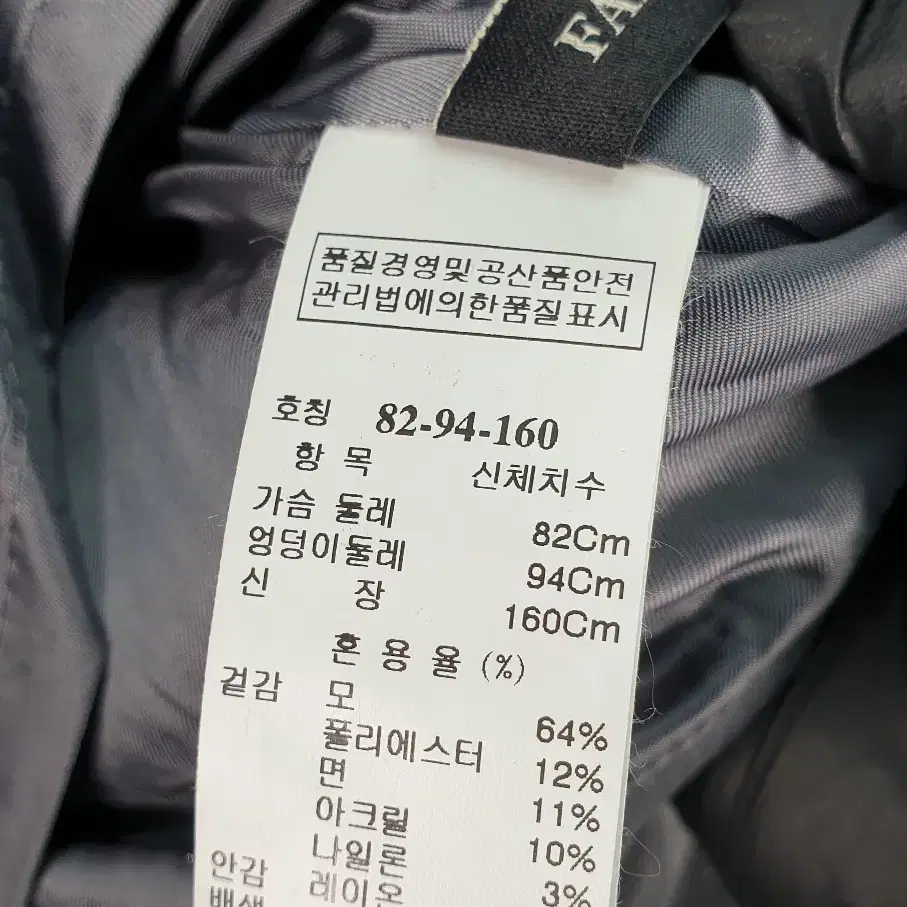 FA
품질경영및공산품안전
관리법에의한품질표시
호칭 82-94-160
항 목 신체치수
가슴 둘레 82Cm
엉덩이둘레 94Cm
신 장 160Cm
혼 용 율 (%)
겉감 모 64%
폴리에스터 12%
면 11%
아크릴 10%
나일론 3%
안감 레이온